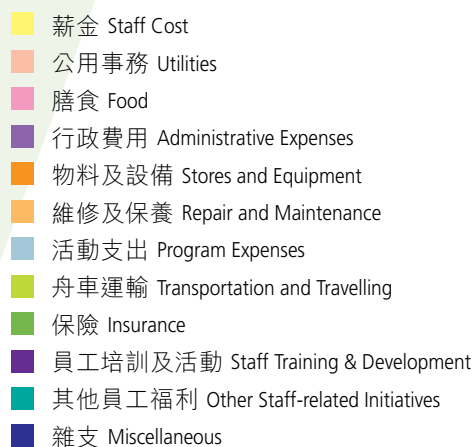 薪金 Staff Cost
公用事務 Utilities
膳食 Food
行政費用 Administrative Expenses
物料及設備 Stores and Equipment
維修及保養 Repair and Maintenance
活動支出 Program Expenses
舟車運輸 Transportation and Travelling
保險 Insurance
員工培訓及活動 Staff Training & Development
其他員工福利 Other Staff-related Initiatives
雜支 Miscellaneous